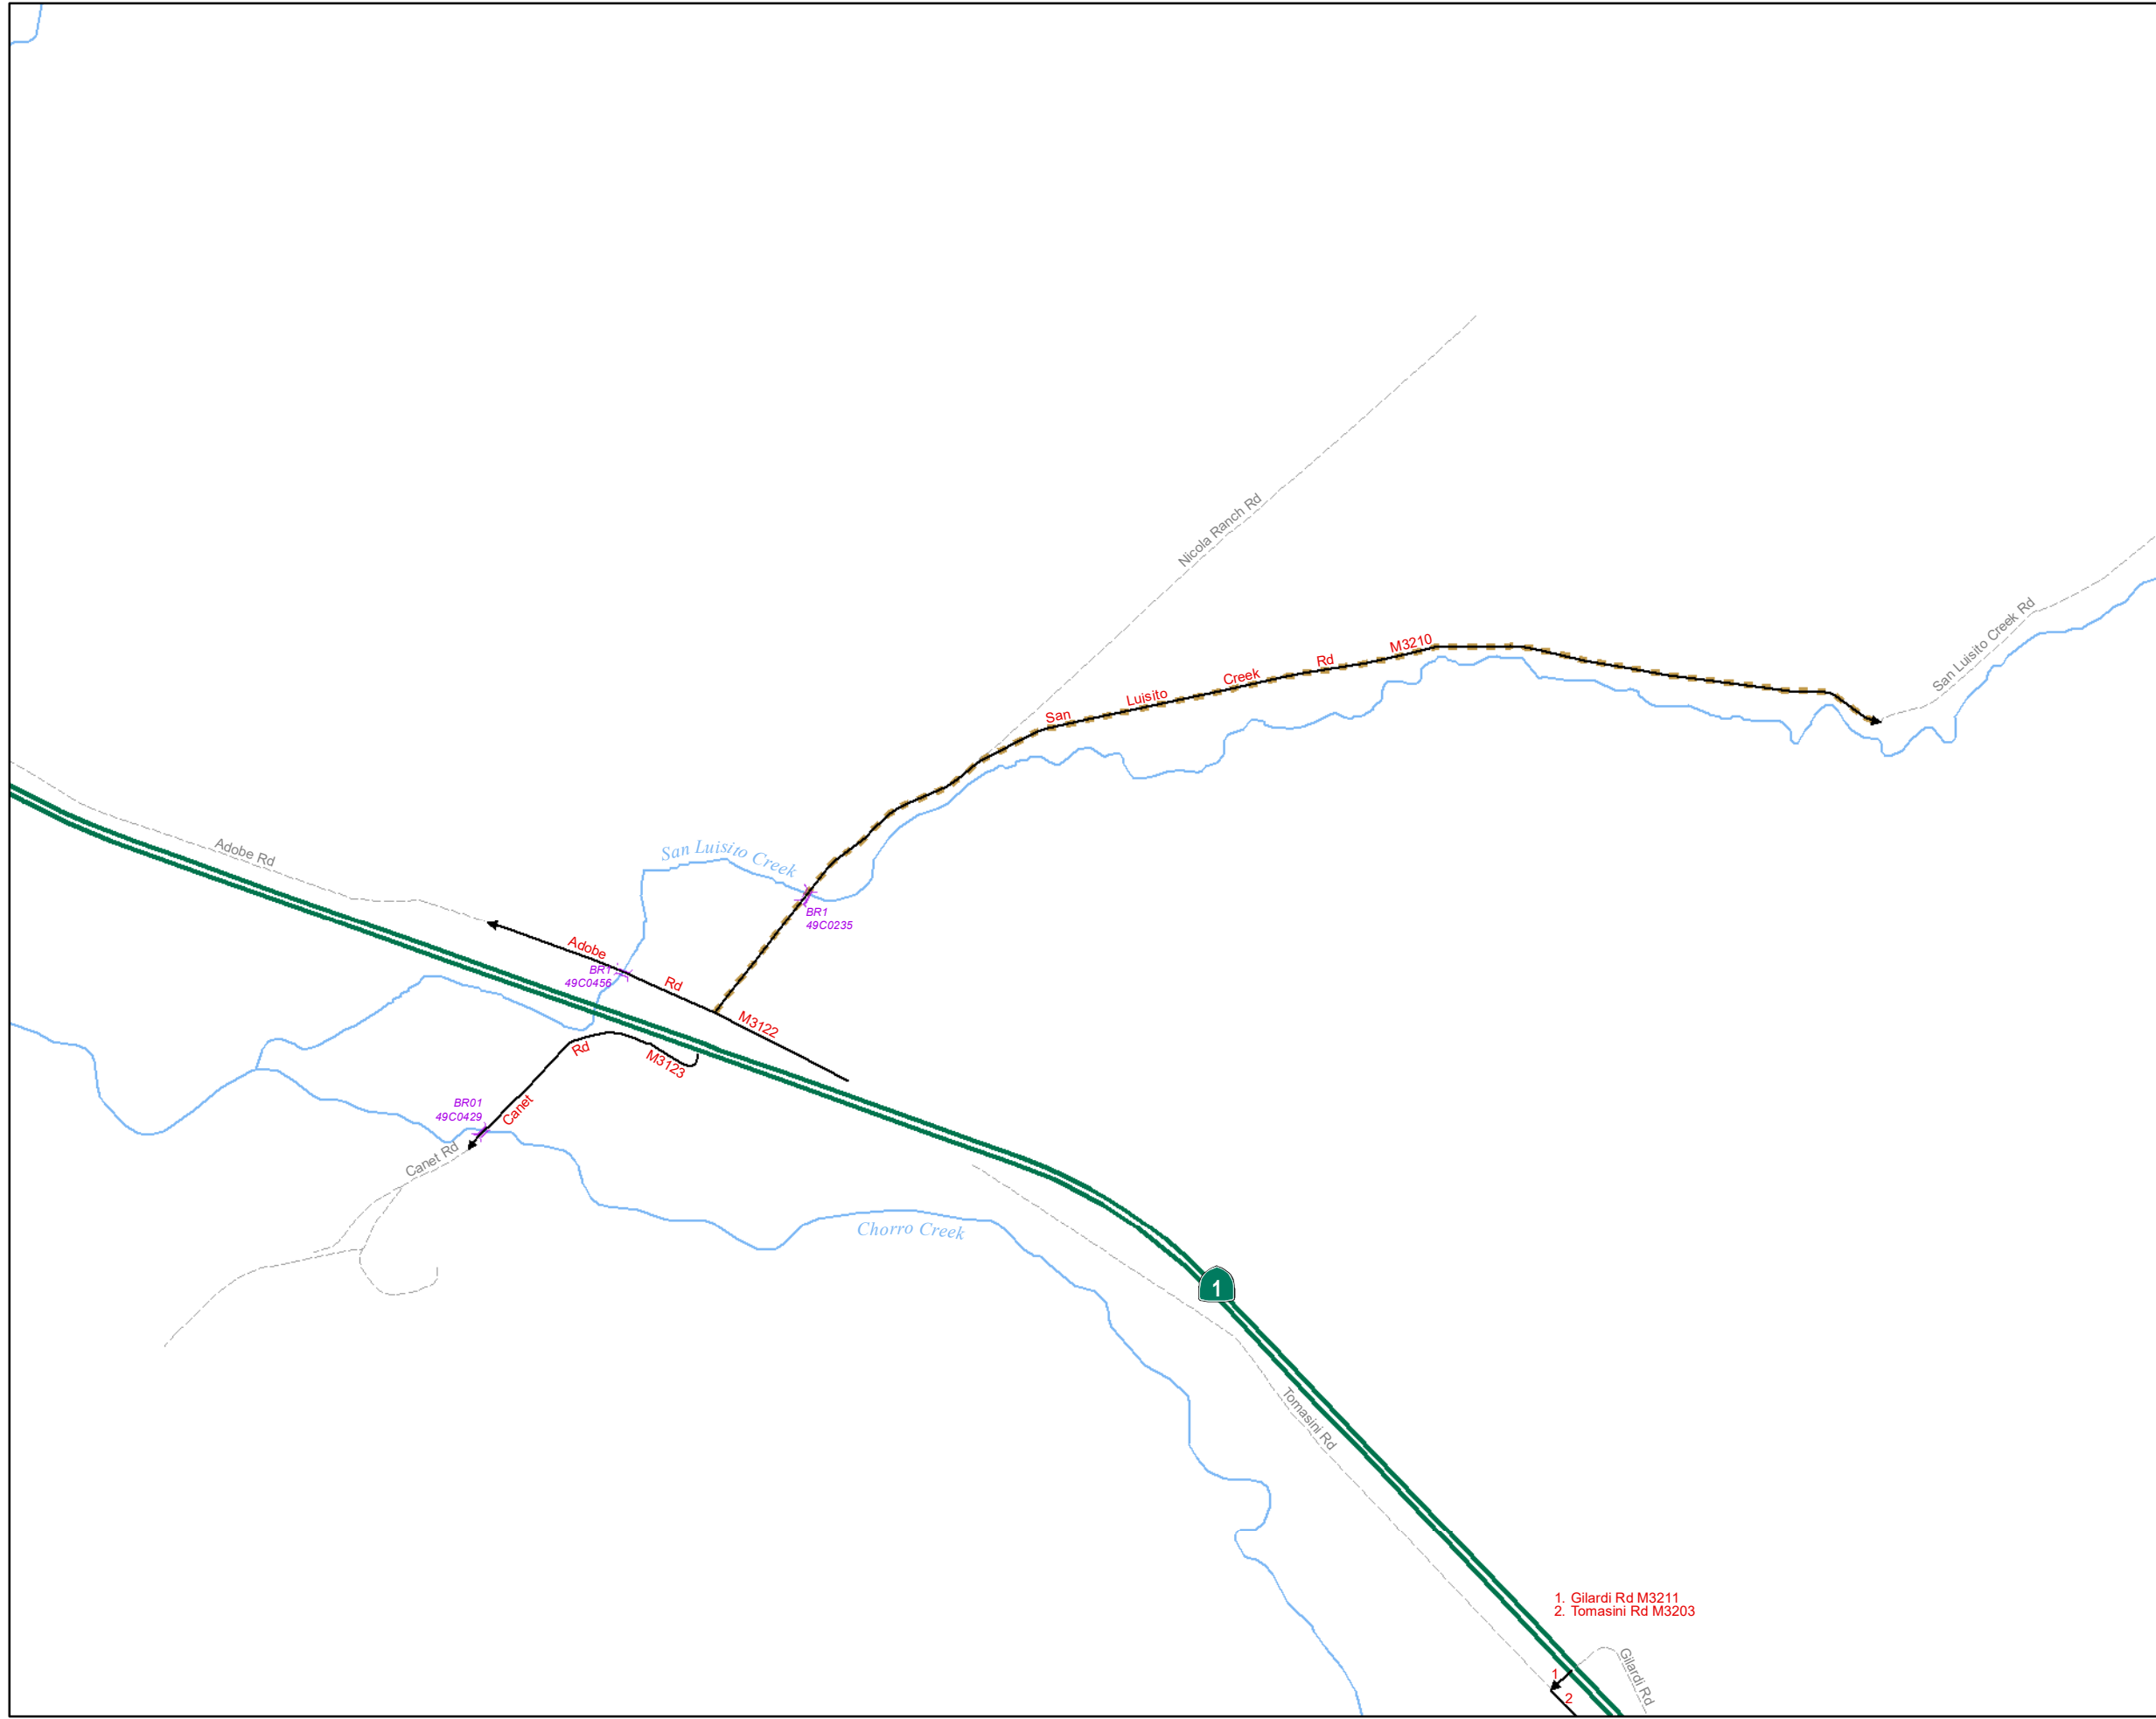 Nicola Ranch Rd
San Luisito Creek Rd
San Luisito Creek Rd M3210
Adobe Rd
San Luisito Creek
BR1
49C0235
Adobe Rd M3122
BR1
49C0456
Rd M3123
Canet
BR01
49C0429
Canet Rd
Chorro Creek
1
Tomasini Rd
1. Gilardi Rd M3211
2. Tomasini Rd M3203
Gilardi Rd
1
2